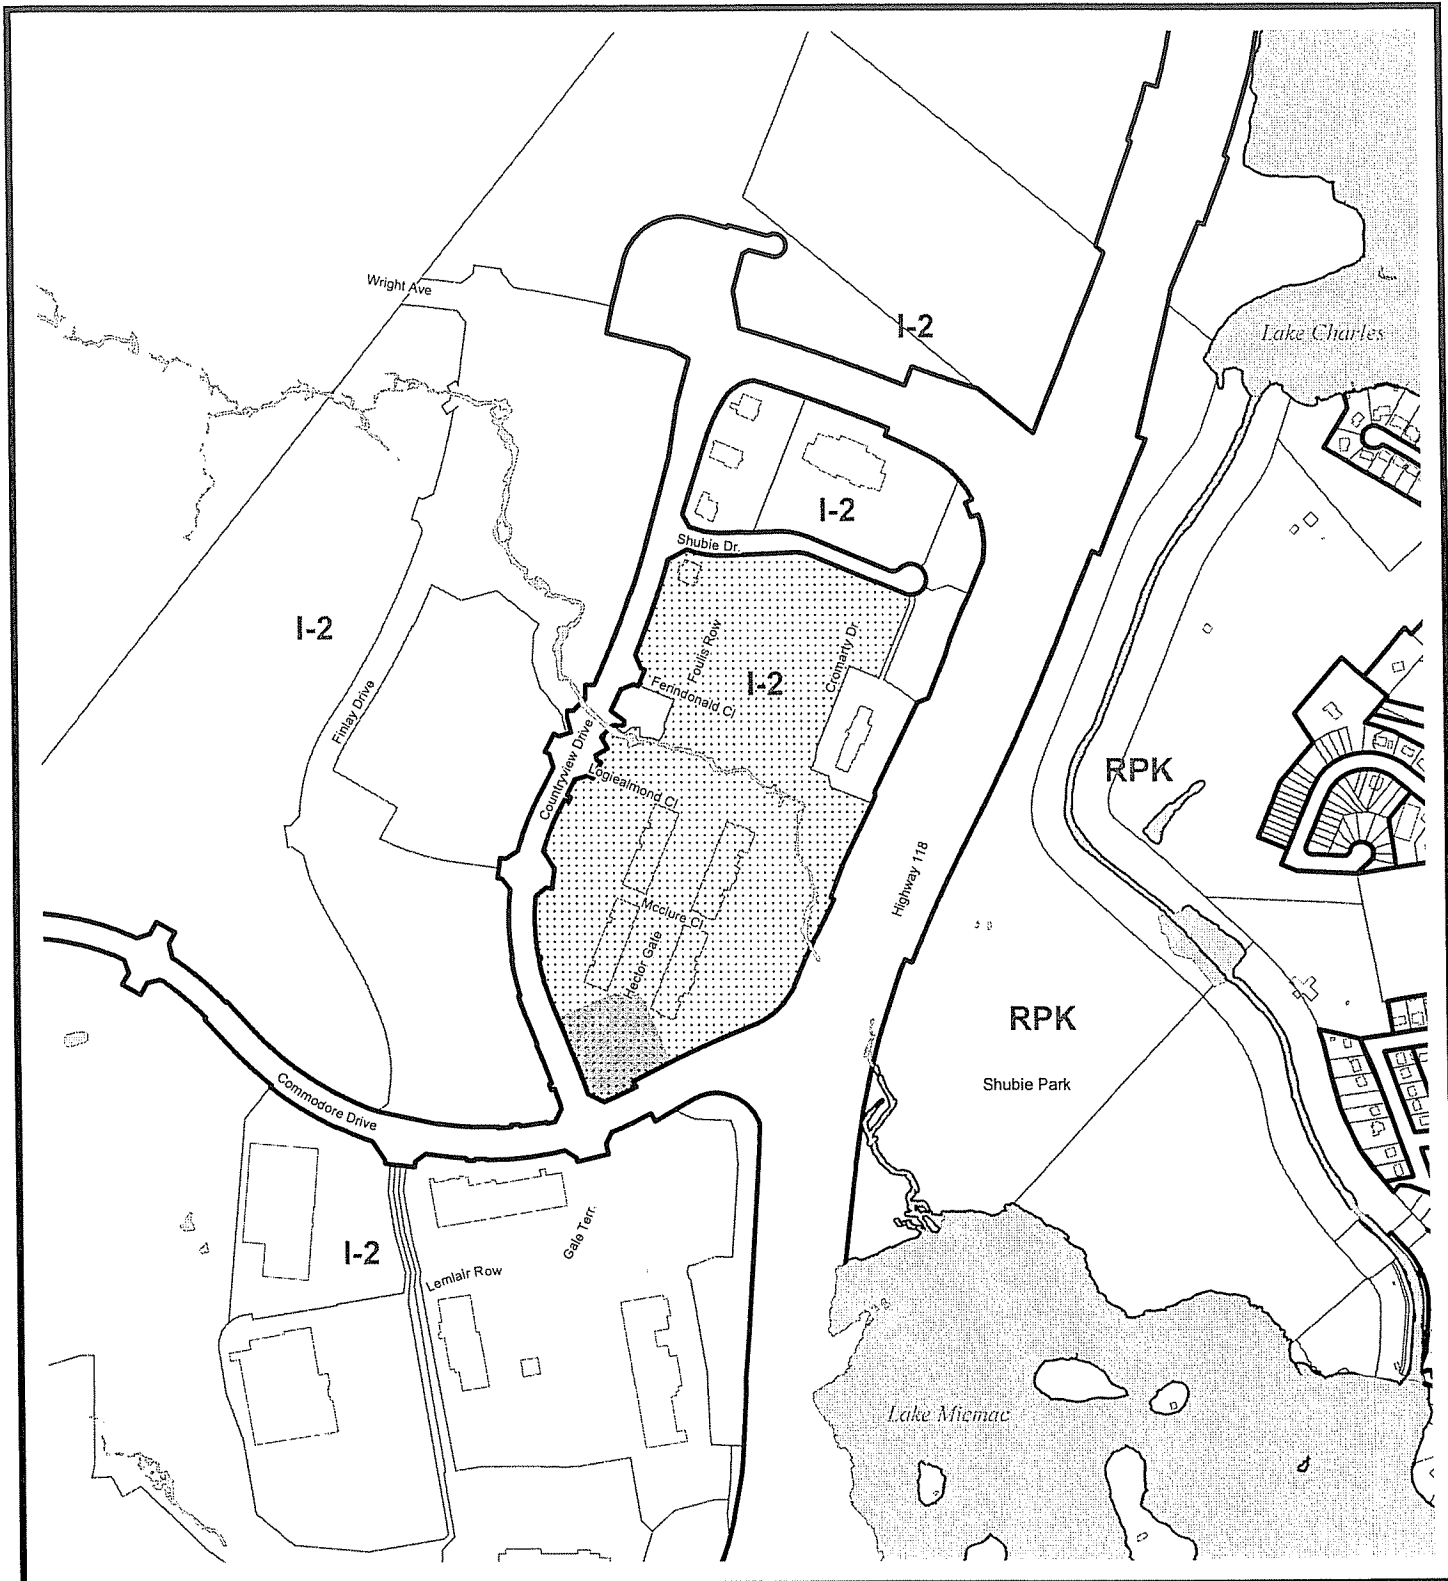 Wright Ave
I-2
Lake Charles
I-2
Shubie Dr.
I-2
Foulis Row
Cromarty Dr.
I-2
Ferindonald Cl
Finlay Drive
Countryview Drive
Logiealmond Cl
RPK
Highway 118
Mcclure Cl
Hector Gale
RPK
Shubie Park
Commodore Drive
Gale Terr.
I-2
Lemlair Row
Lake Micmac